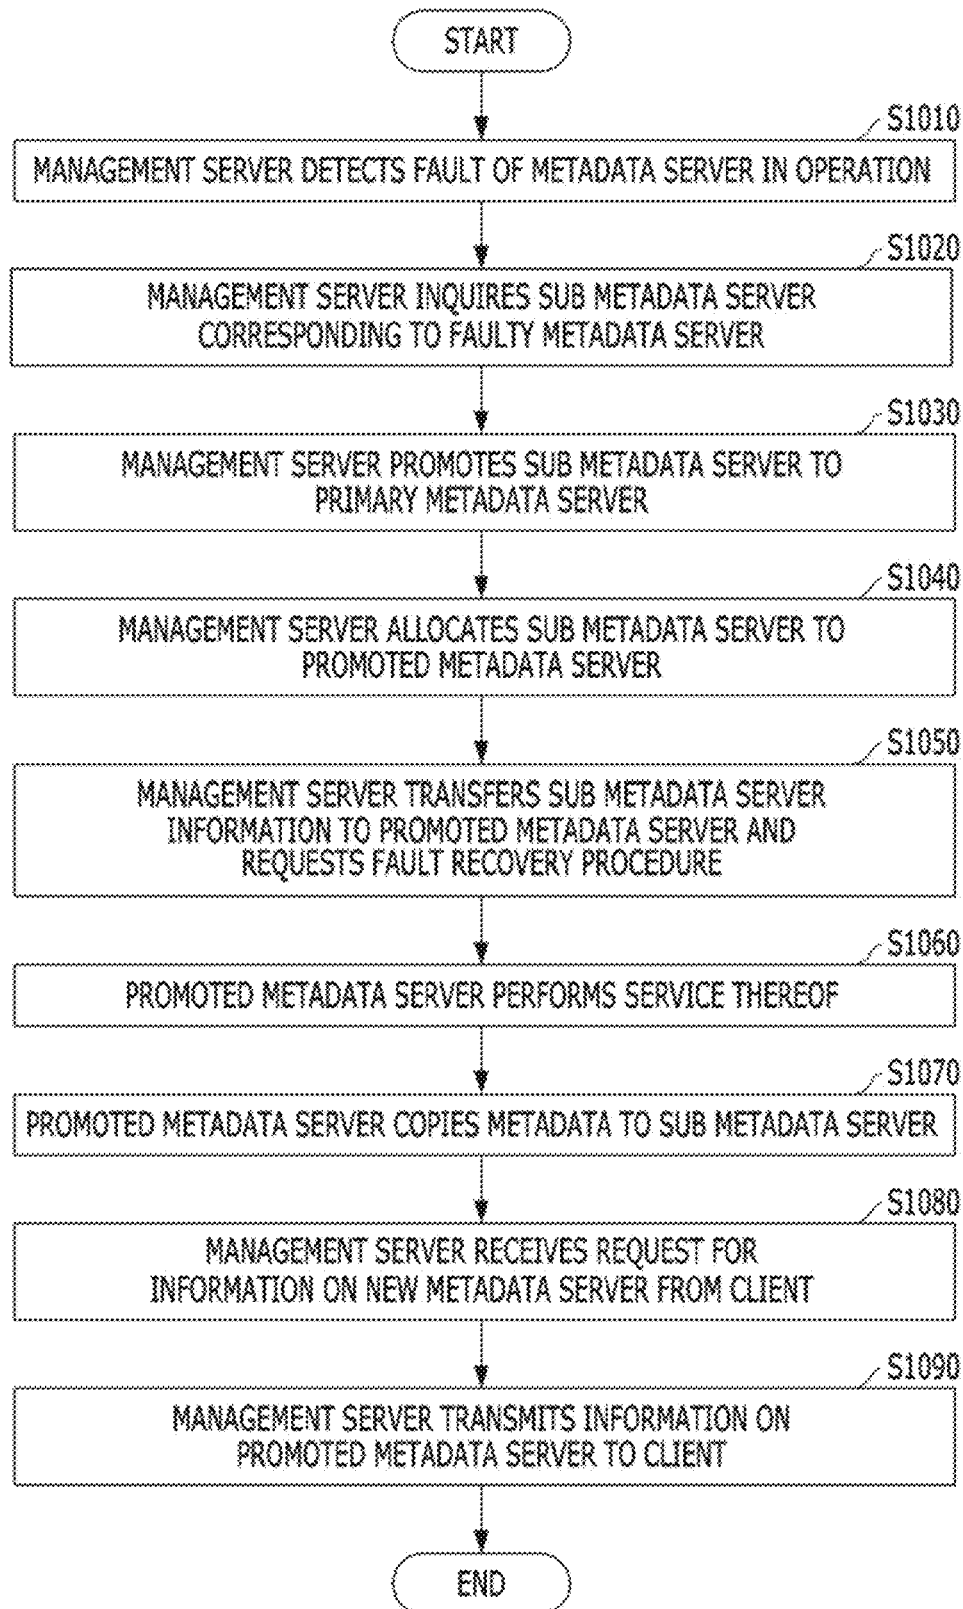 START
S1010
MANAGEMENT SERVER DETECTS FAULT OF METADATA SERVER IN OPERATION
S1020
MANAGEMENT SERVER INQUIRES SUB METADATA SERVER
CORRESPONDING TO FAULTY METADATA SERVER
S1030
MANAGEMENT SERVER PROMOTES SUB METADATA SERVER TO
PRIMARY METADATA SERVER
S1040
MANAGEMENT SERVER ALLOCATES SUB METADATA SERVER TO
PROMOTED METADATA SERVER
S1050
MANAGEMENT SERVER TRANSFERS SUB METADATA SERVER
INFORMATION TO PROMOTED METADATA SERVER AND
REQUESTS FAULT RECOVERY PROCEDURE
S1060
PROMOTED METADATA SERVER PERFORMS SERVICE THEREOF
S1070
PROMOTED METADATA SERVER COPIES METADATA TO SUB METADATA SERVER
S1080
MANAGEMENT SERVER RECEIVES REQUEST FOR
INFORMATION ON NEW METADATA SERVER FROM CLIENT
S1090
MANAGEMENT SERVER TRANSMITS INFORMATION ON
PROMOTED METADATA SERVER TO CLIENT
END